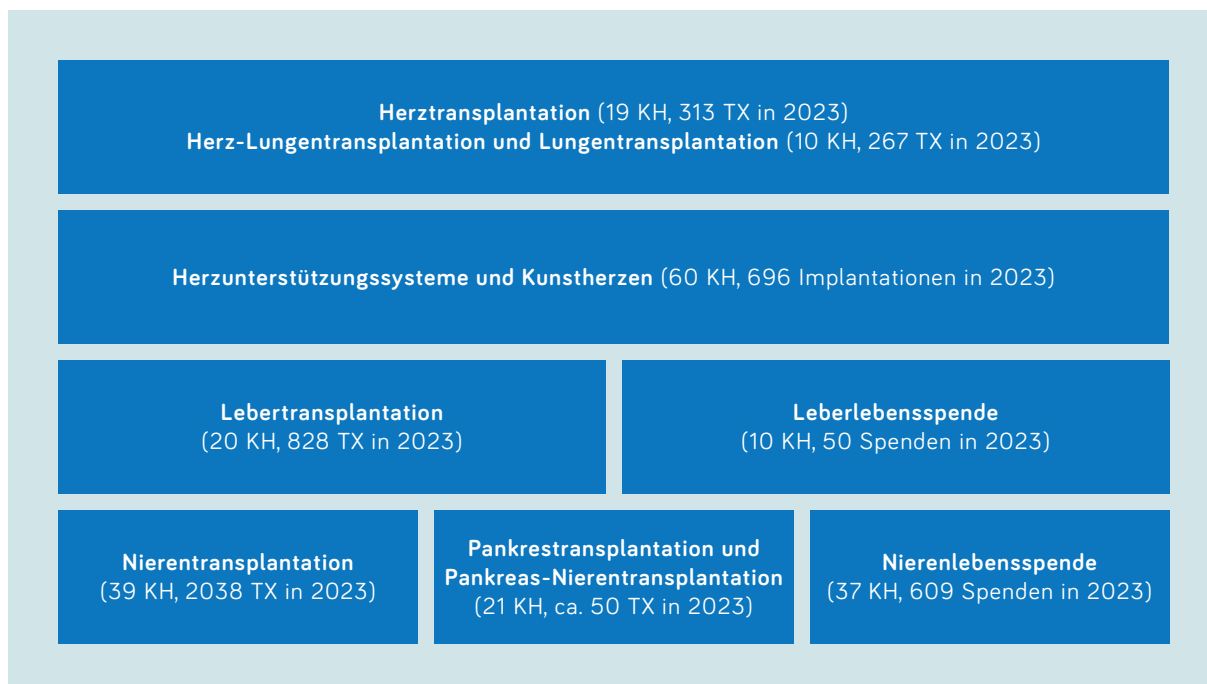 Herztransplantation (19 KH, 313 TX in 2023)
Herz-Lungentransplantation und Lungentransplantation (10 KH, 267 TX in 2023)
Herzunterstützungssysteme und Kunstherzen (60 KH, 696 Implantationen in 2023)
Lebertransplantation
(20 KH, 828 TX in 2023)
Leberlebensspende
(10 KH, 50 Spenden in 2023)
Nierentransplantation
(39 KH, 2038 TX in 2023)
Pankrestransplantation und
Pankreas-Nierentransplantation
(21 KH, ca. 50 TX in 2023)
Nierenlebensspende
(37 KH, 609 Spenden in 2023)